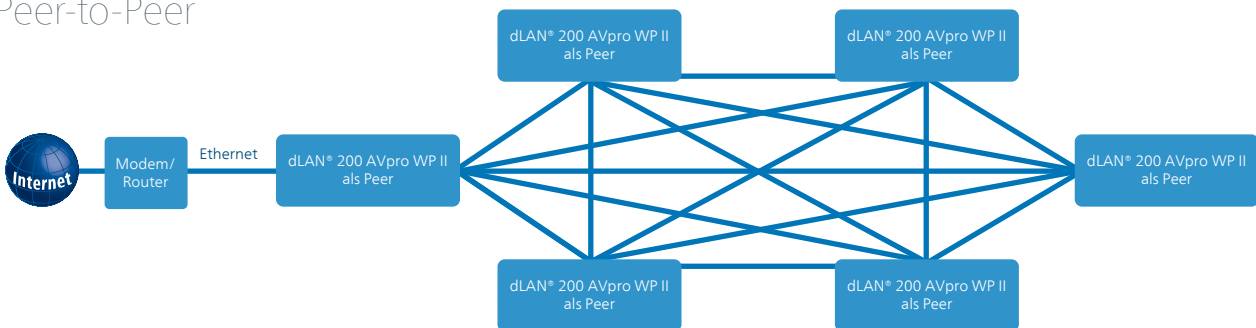 Peer-to-Peer
dLAN® 200 AVpro WP II
als Peer
dLAN® 200 AVpro WP II
als Peer
Internet
Modem/
Router
Ethernet
dLAN® 200 AVpro WP II
als Peer
dLAN® 200 AVpro WP II
als Peer
dLAN® 200 AVpro WP II
als Peer
dLAN® 200 AVpro WP II
als Peer